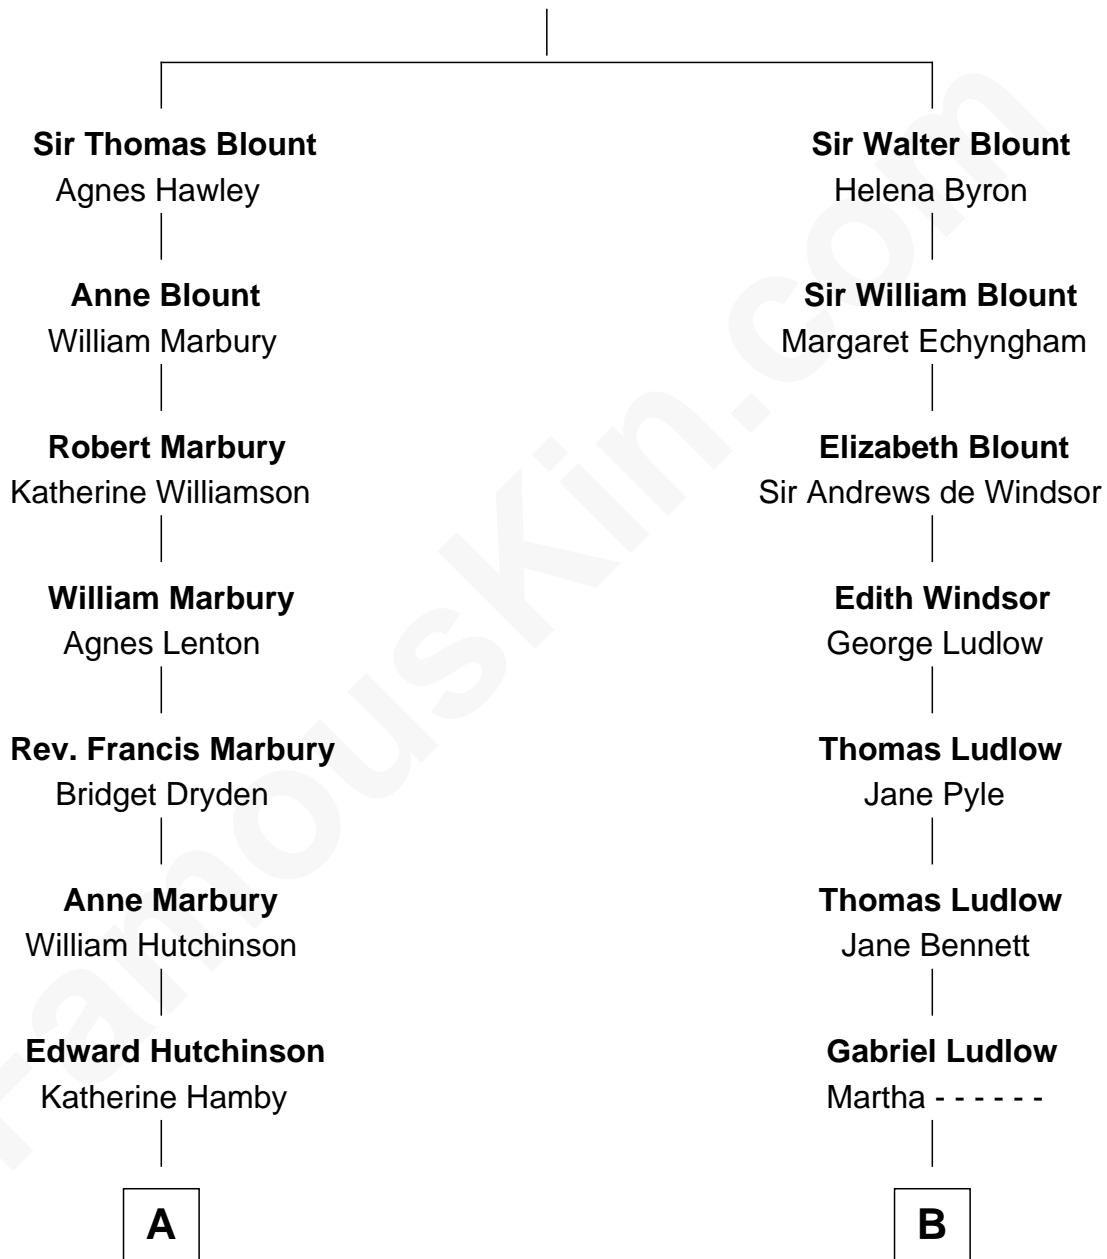 Sir Thomas Blount
Agnes Hawley
Anne Blount
William Marbury
Robert Marbury
Katherine Williamson
William Marbury
Agnes Lenton
Rev. Francis Marbury
Bridget Dryden
Anne Marbury
William Hutchinson
Edward Hutchinson
Katherine Hamby
A
Sir Walter Blount
Helena Byron
Sir William Blount
Margaret Echyngham
Elizabeth Blount
Sir Andrews de Windsor
Edith Windsor
George Ludlow
Thomas Ludlow
Jane Pyle
Thomas Ludlow
Jane Bennett
Gabriel Ludlow
Martha - - - - - -
B
FamousKin.com